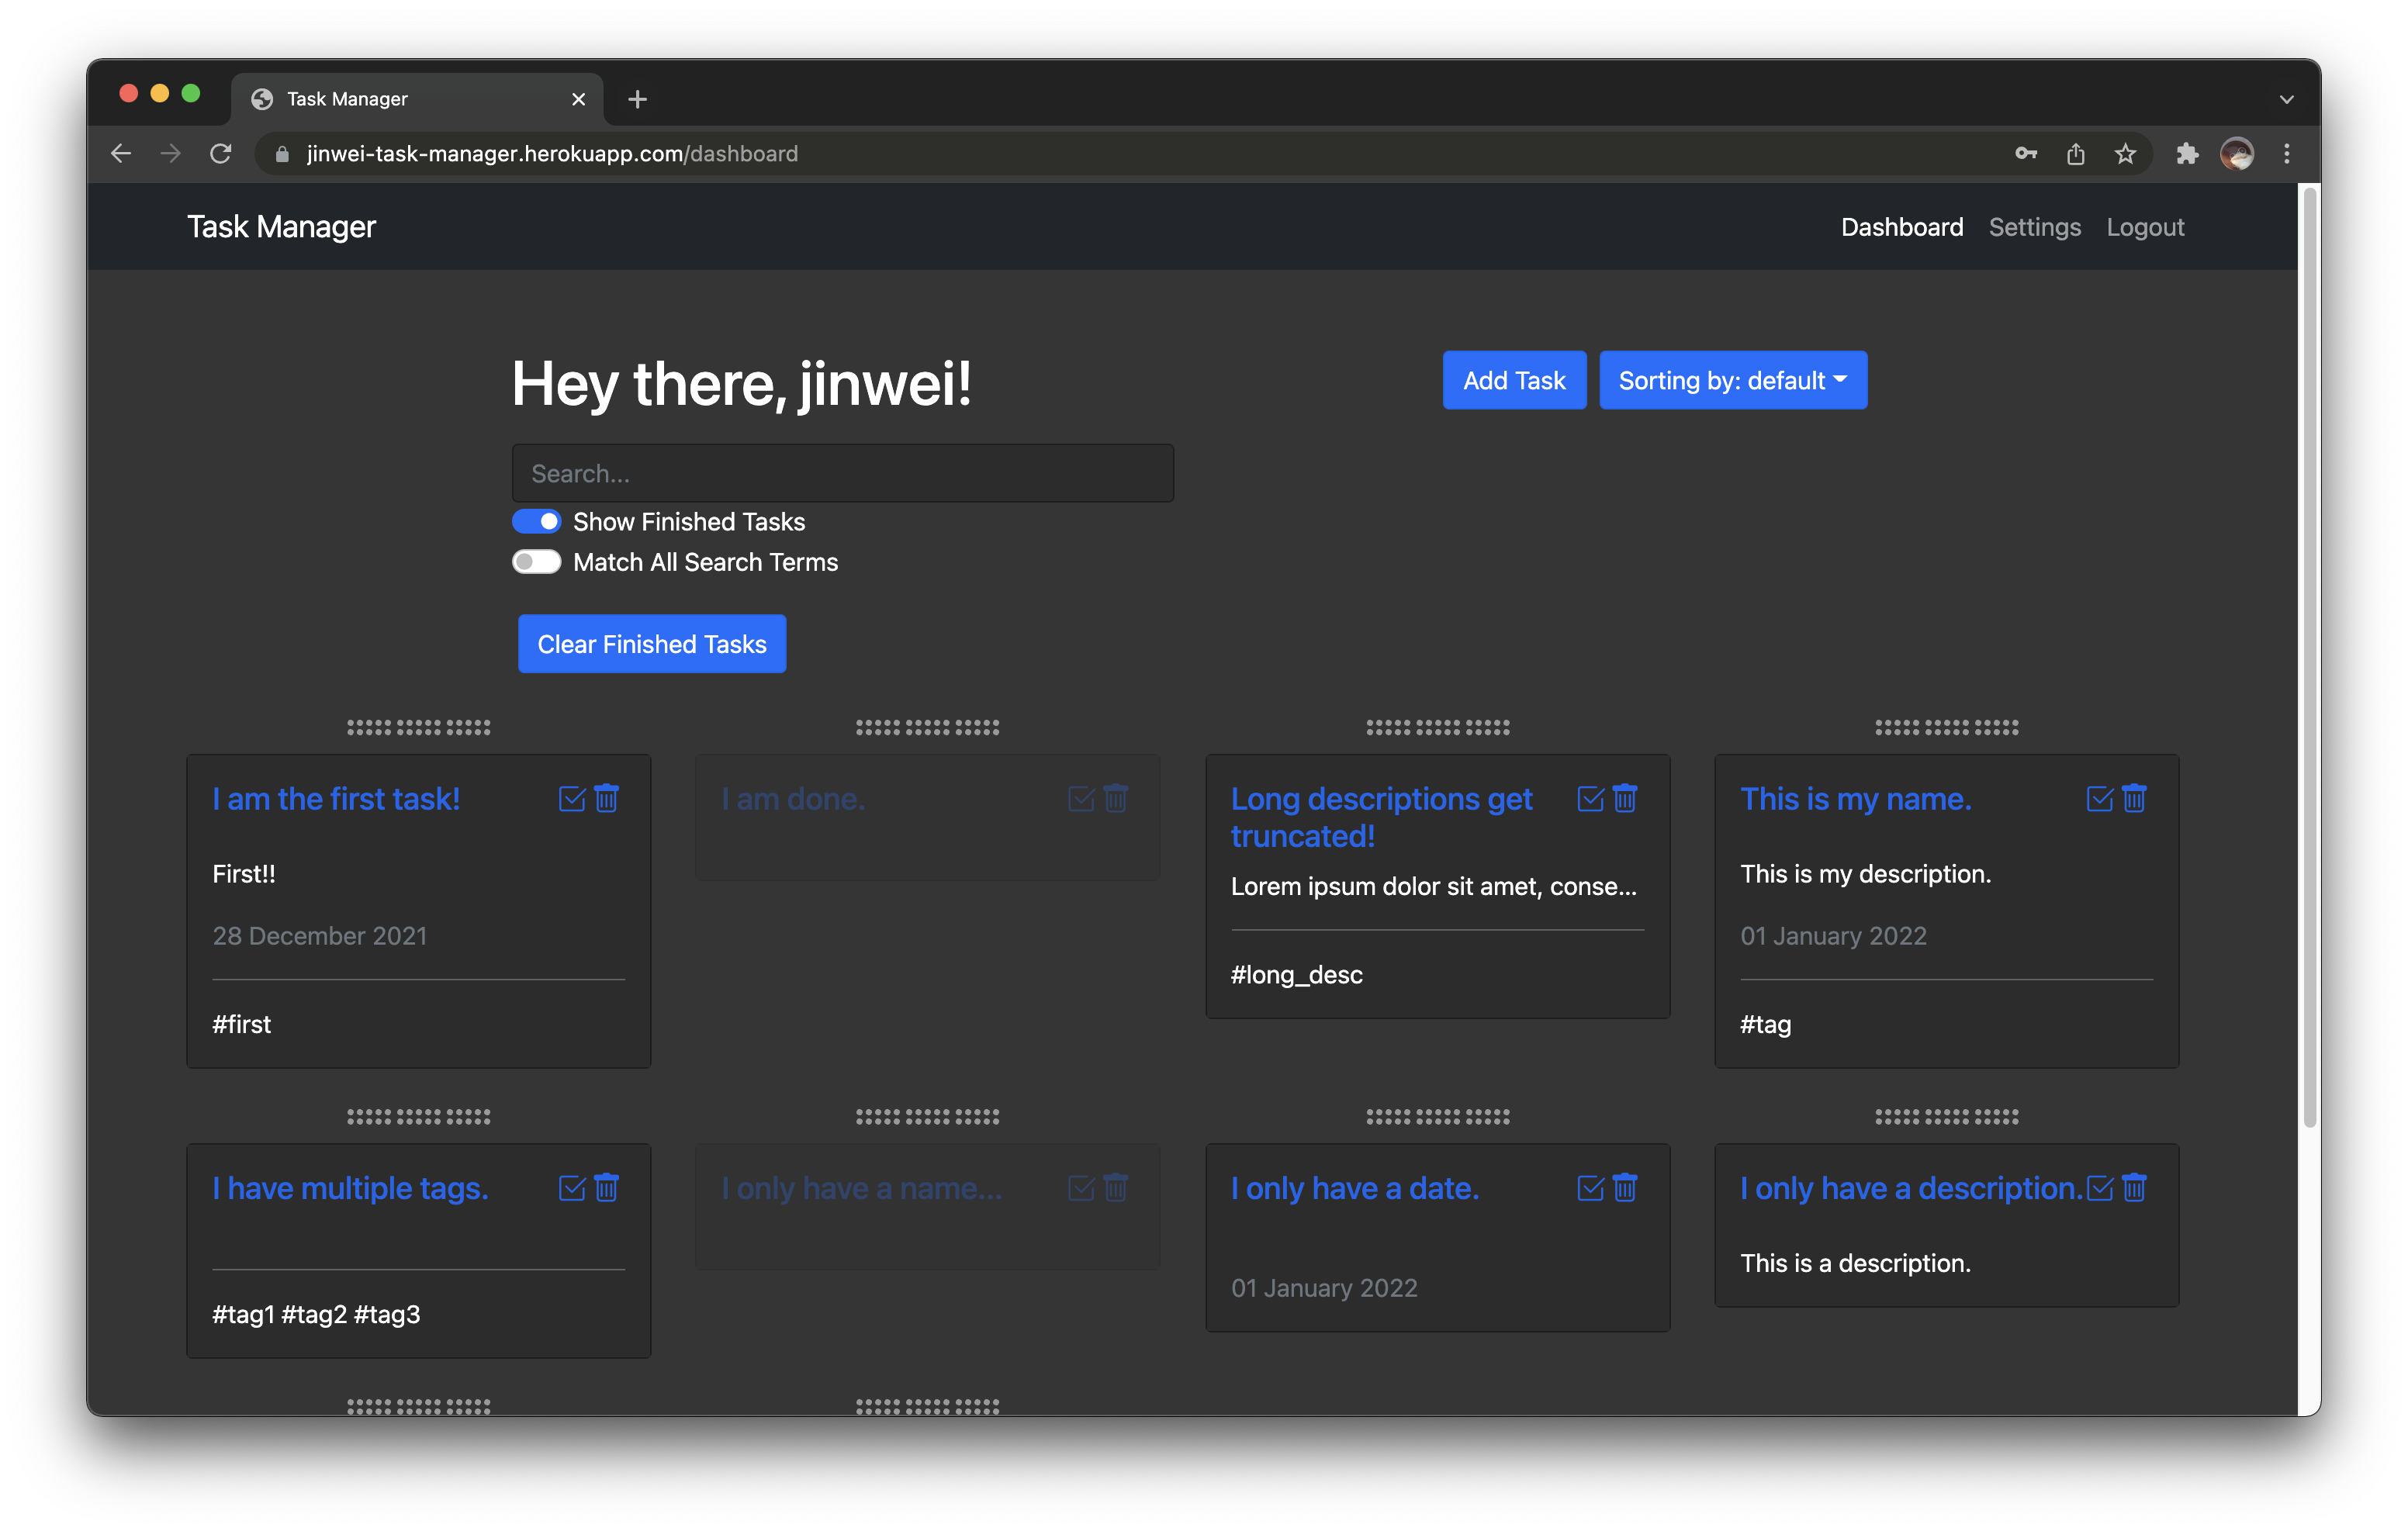 Task Manager
jinwei-task-manager.herokuapp.com/dashboard
Task Manager
Dashboard Settings Logout
Hey there, jinwei!
Add Task
Sorting by: default
Search...
Show Finished Tasks
Match All Search Terms
Clear Finished Tasks
I am the first task!
First!!
28 December 2021
#first
I am done.
Long descriptions get
truncated!
Lorem ipsum dolor sit amet, conse...
#long_desc
This is my name.
This is my description.
01 January 2022
#tag
I have multiple tags.
#tag1 #tag2 #tag3
I only have a name...
I only have a date.
01 January 2022
I only have a description.
This is a description.